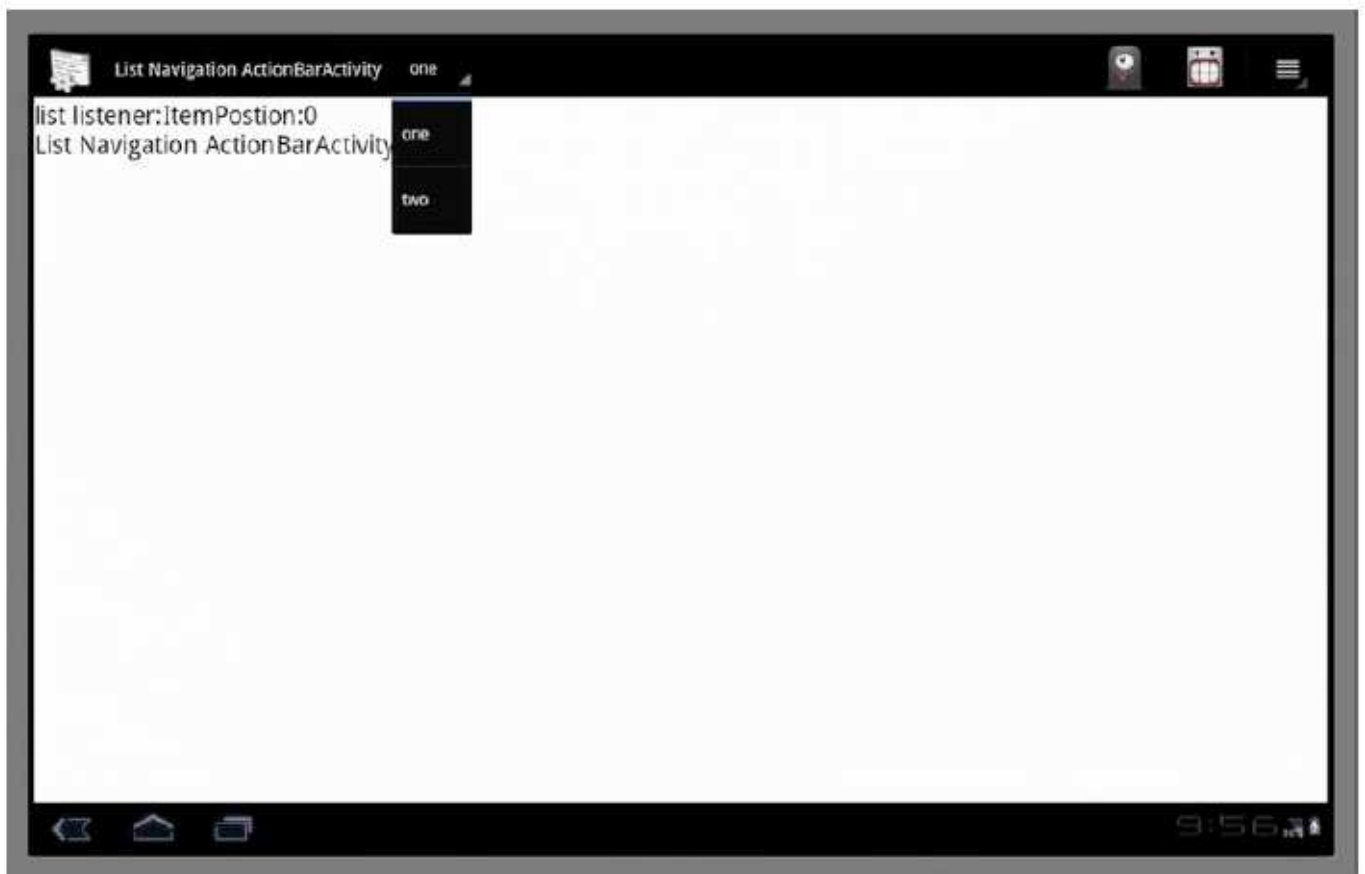 List Navigation ActionBarActivity one
list listener:ItemPostion:0
List Navigation ActionBarActivity
one
two
9:56